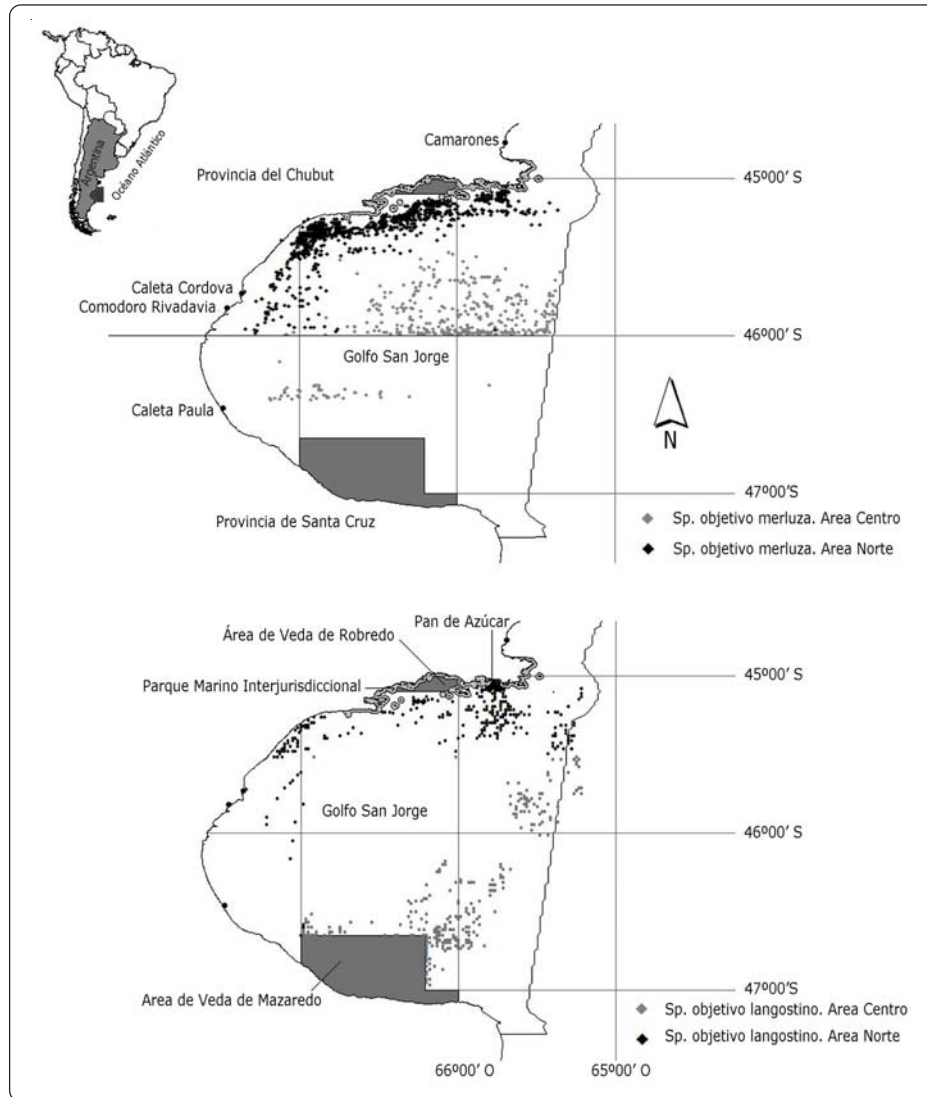 Argentina
Océano Atlántico
Camarones
Provincia del Chubut
45º00' S
Caleta Cordova
Comodoro Rivadavia
46º00' S
Golfo San Jorge
Caleta Paula
N
47º00'S
Provincia de Santa Cruz
Sp. objetivo merluza. Area Centro
Sp. objetivo merluza. Area Norte
Pan de Azúcar
Área de Veda de Robredo
Parque Marino Interjurisdiccional
45º00' S
Golfo San Jorge
46º00' S
Area de Veda de Mazaredo
47º00'S
Sp. objetivo langostino. Area Centro
Sp. objetivo langostino. Area Norte
66º00' O
65º00' O